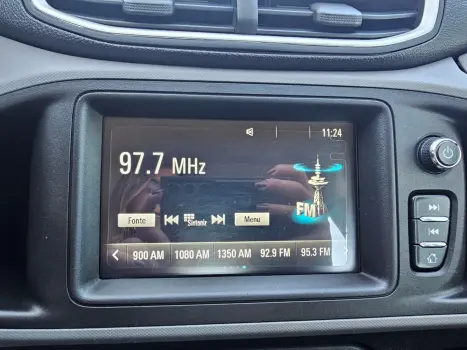 11:24
97.7 MHz
FM
Fonte Sintoniz Menu
900 AM 1080 AM 1350 AM 92.9 FM 95.3 FM